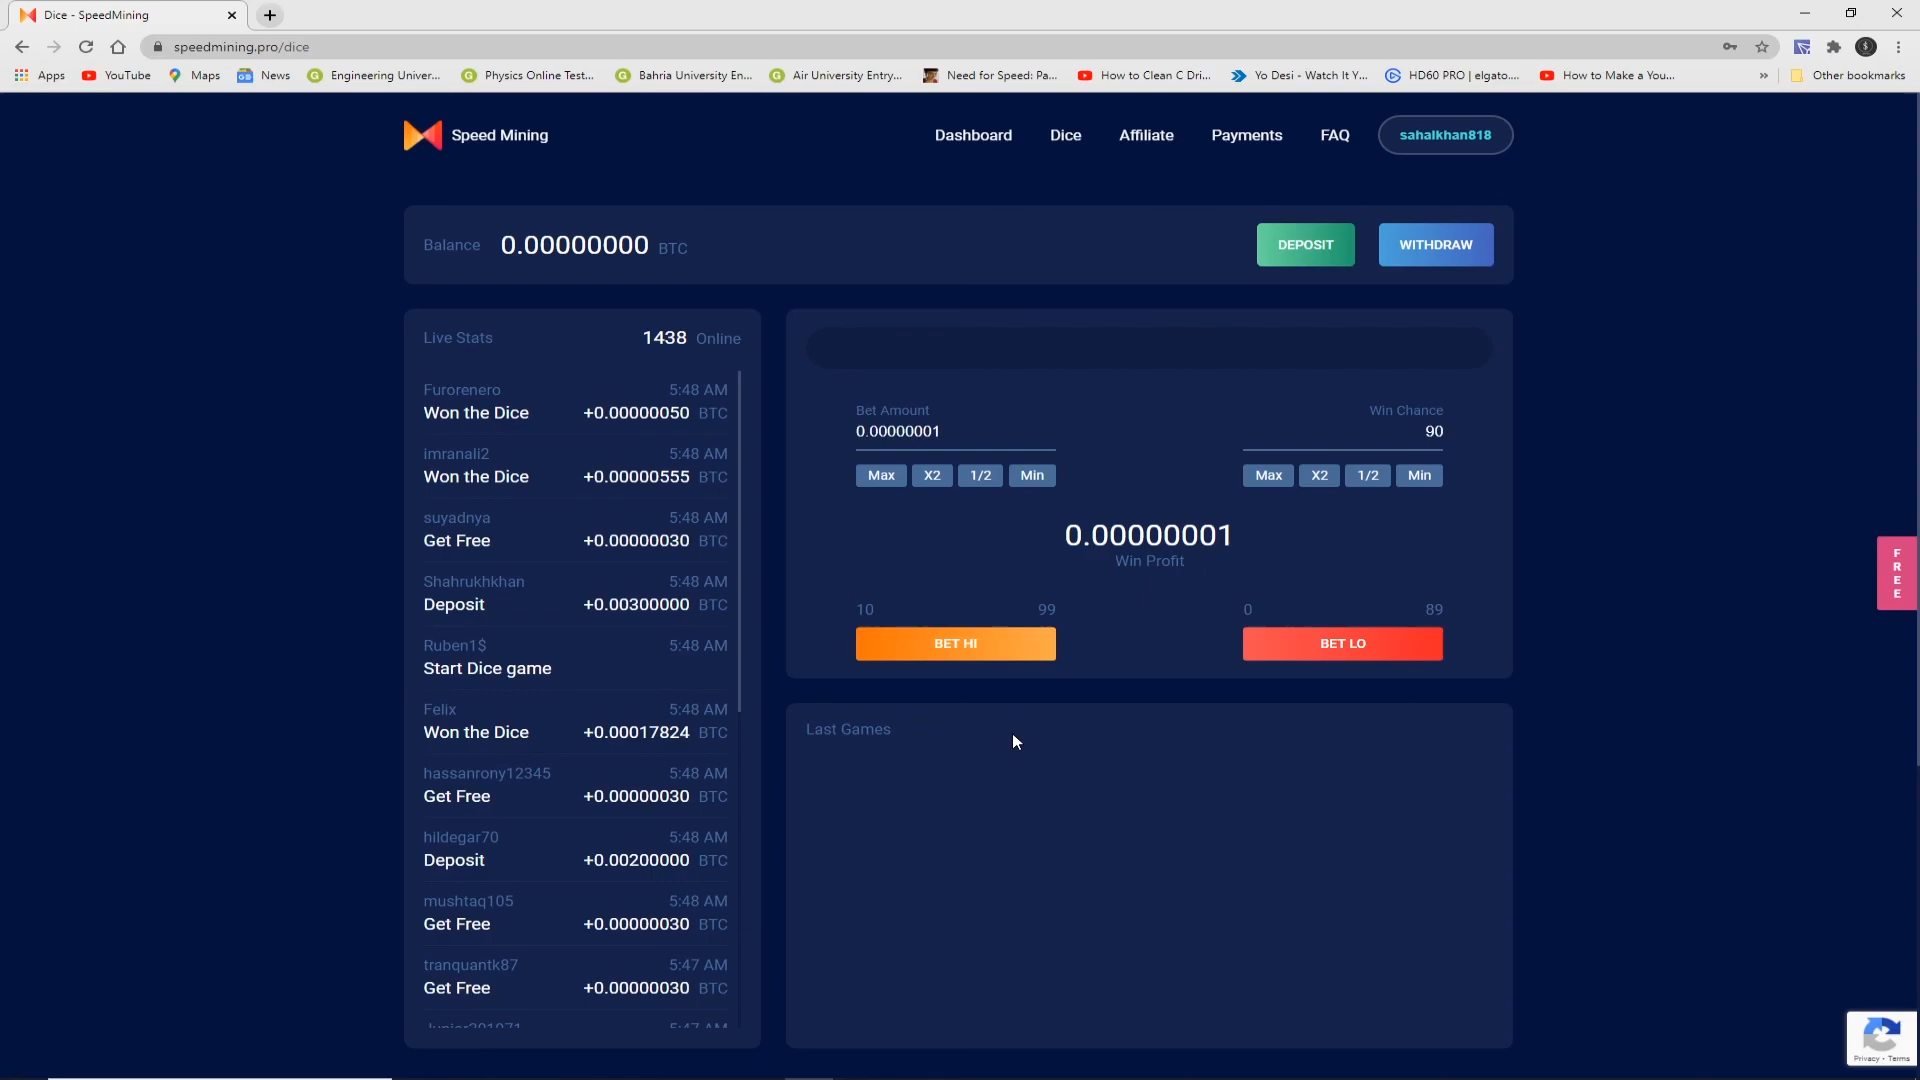 Dice - SpeedMining
speedmining.pro/dice
Apps YouTube Maps News Engineering Univer... Physics Online Test... Bahria University En... Air University Entry... Need for Speed: Pa... How to Clean C Dri... Yo Desi - Watch It Y... HD60 PRO | elgato.... How to Make a You... » Other bookmarks
Speed Mining Dashboard Dice Affiliate Payments FAQ sahalkhan818
Balance 0.00000000 BTC DEPOSIT WITHDRAW
Live Stats 1438 Online
Furorenero 5:48 AM
Won the Dice +0.00000050 BTC
imranali2 5:48 AM
Won the Dice +0.00000555 BTC
suyadnya 5:48 AM
Get Free +0.00000030 BTC
Shahrukhkhan 5:48 AM
Deposit +0.00300000 BTC
Ruben1$ 5:48 AM
Start Dice game
Felix 5:48 AM
Won the Dice +0.00017824 BTC
hassanrony12345 5:48 AM
Get Free +0.00000030 BTC
hildegar70 5:48 AM
Deposit +0.00200000 BTC
mushtaq105 5:48 AM
Get Free +0.00000030 BTC
tranquantk87 5:47 AM
Get Free +0.00000030 BTC
5:47 AM
Bet Amount Win Chance
0.00000001 90
Max X2 1/2 Min Max X2 1/2 Min
0.00000001
Win Profit
10 99 0 89
BET HI BET LO
Last Games
FREE
Privacy - Terms